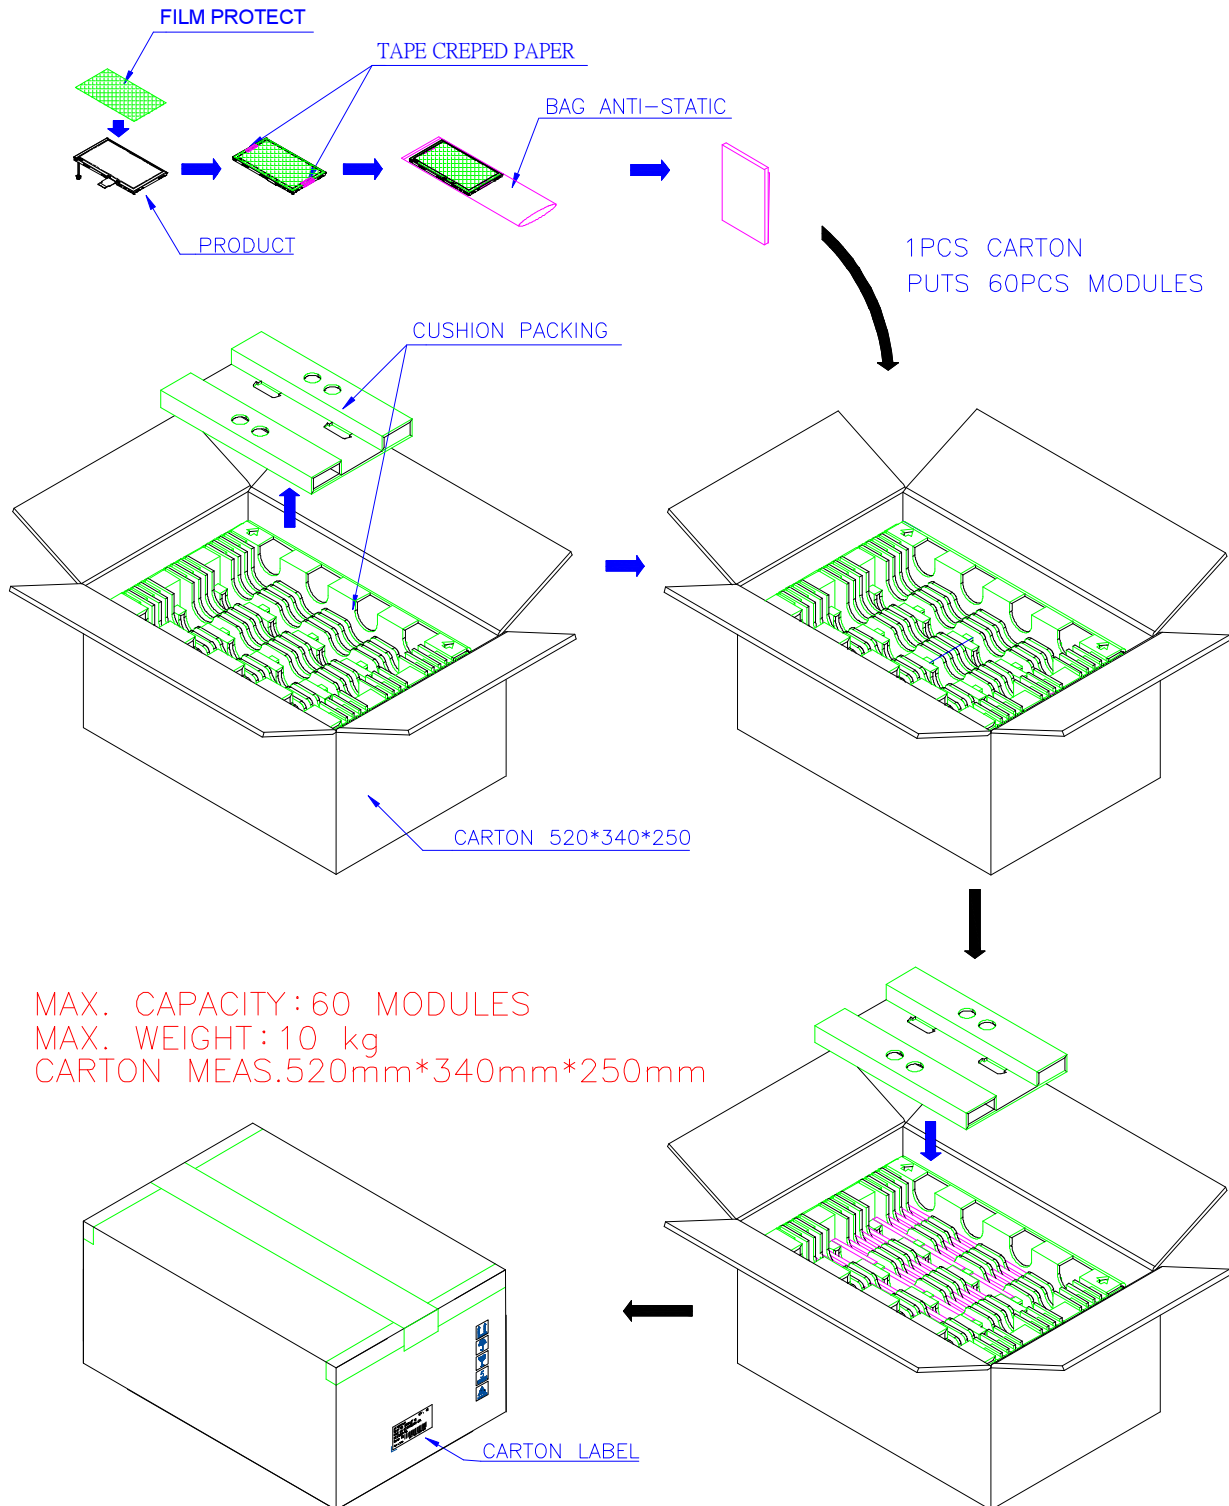 FILM PROTECT
TAPE CREPED PAPER
BAG ANTI-STATIC
PRODUCT
1PCS CARTON
PUTS 60PCS MODULES
CUSHION PACKING
CARTON 520*340*250
MAX. CAPACITY:60 MODULES
MAX. WEIGHT:10 kg
CARTON MEAS.520mm*340mm*250mm
CARTON LABEL